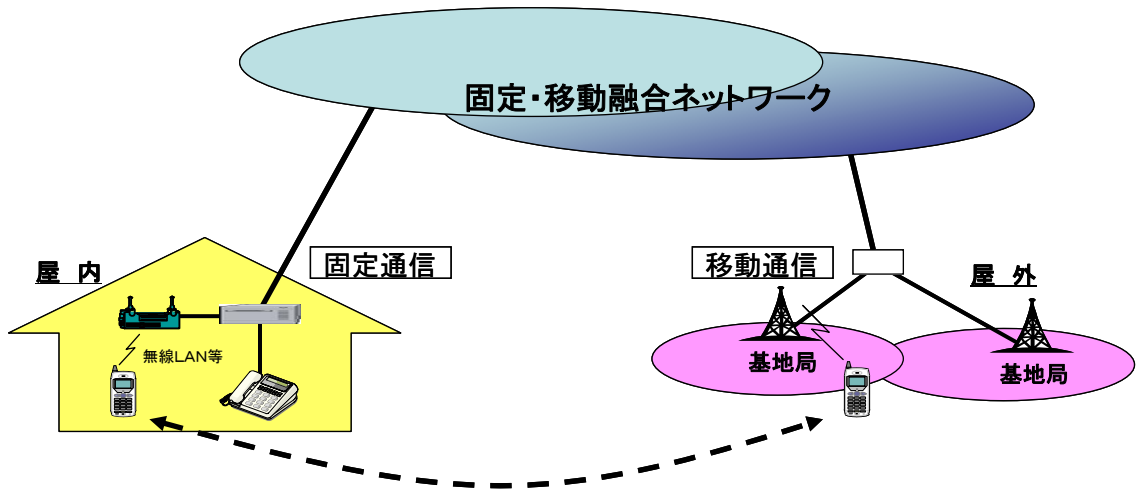 固定・移動融合ネットワーク
屋　内
固定通信
移動通信
屋　外
無線LAN等
基地局
基地局